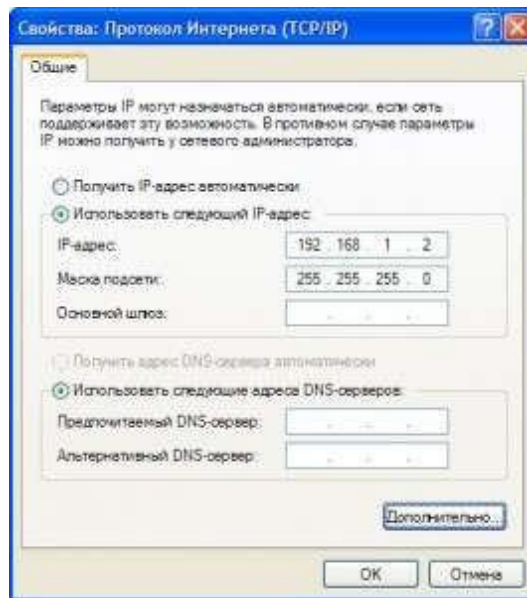 Свойства: Протокол Интернета (TCP/IP)
Общие
Параметры IP могут назначаться автоматически, если сеть
поддерживает эту возможность. В противном случае параметры
IP можно получить у сетевого администратора.
Получить IP-адрес автоматически
Использовать следующий IP-адрес:
IP-адрес: 192 . 168 . 1 . 2
Маска подсети: 255 . 255 . 255 . 0
Основной шлюз: . . .
Получить адрес DNS-сервера автоматически
Использовать следующие адреса DNS-серверов:
Предпочитаемый DNS-сервер: . . .
Альтернативный DNS-сервер: . . .
Дополнительно...
OK Отмена